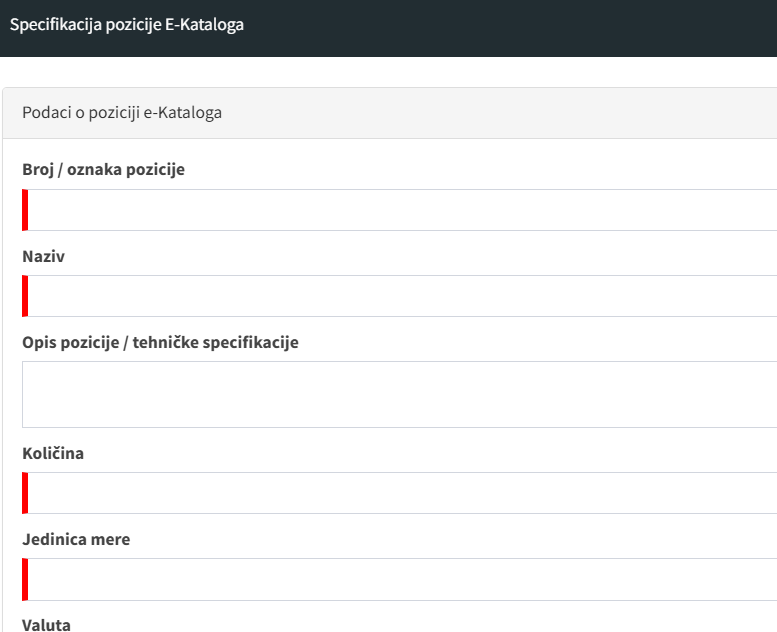 Specifikacija pozicije E-Kataloga
Podaci o poziciji e-Kataloga
Broj / oznaka pozicije
Naziv
Opis pozicije / tehničke specifikacije
Količina
Jedinica mere
Valuta